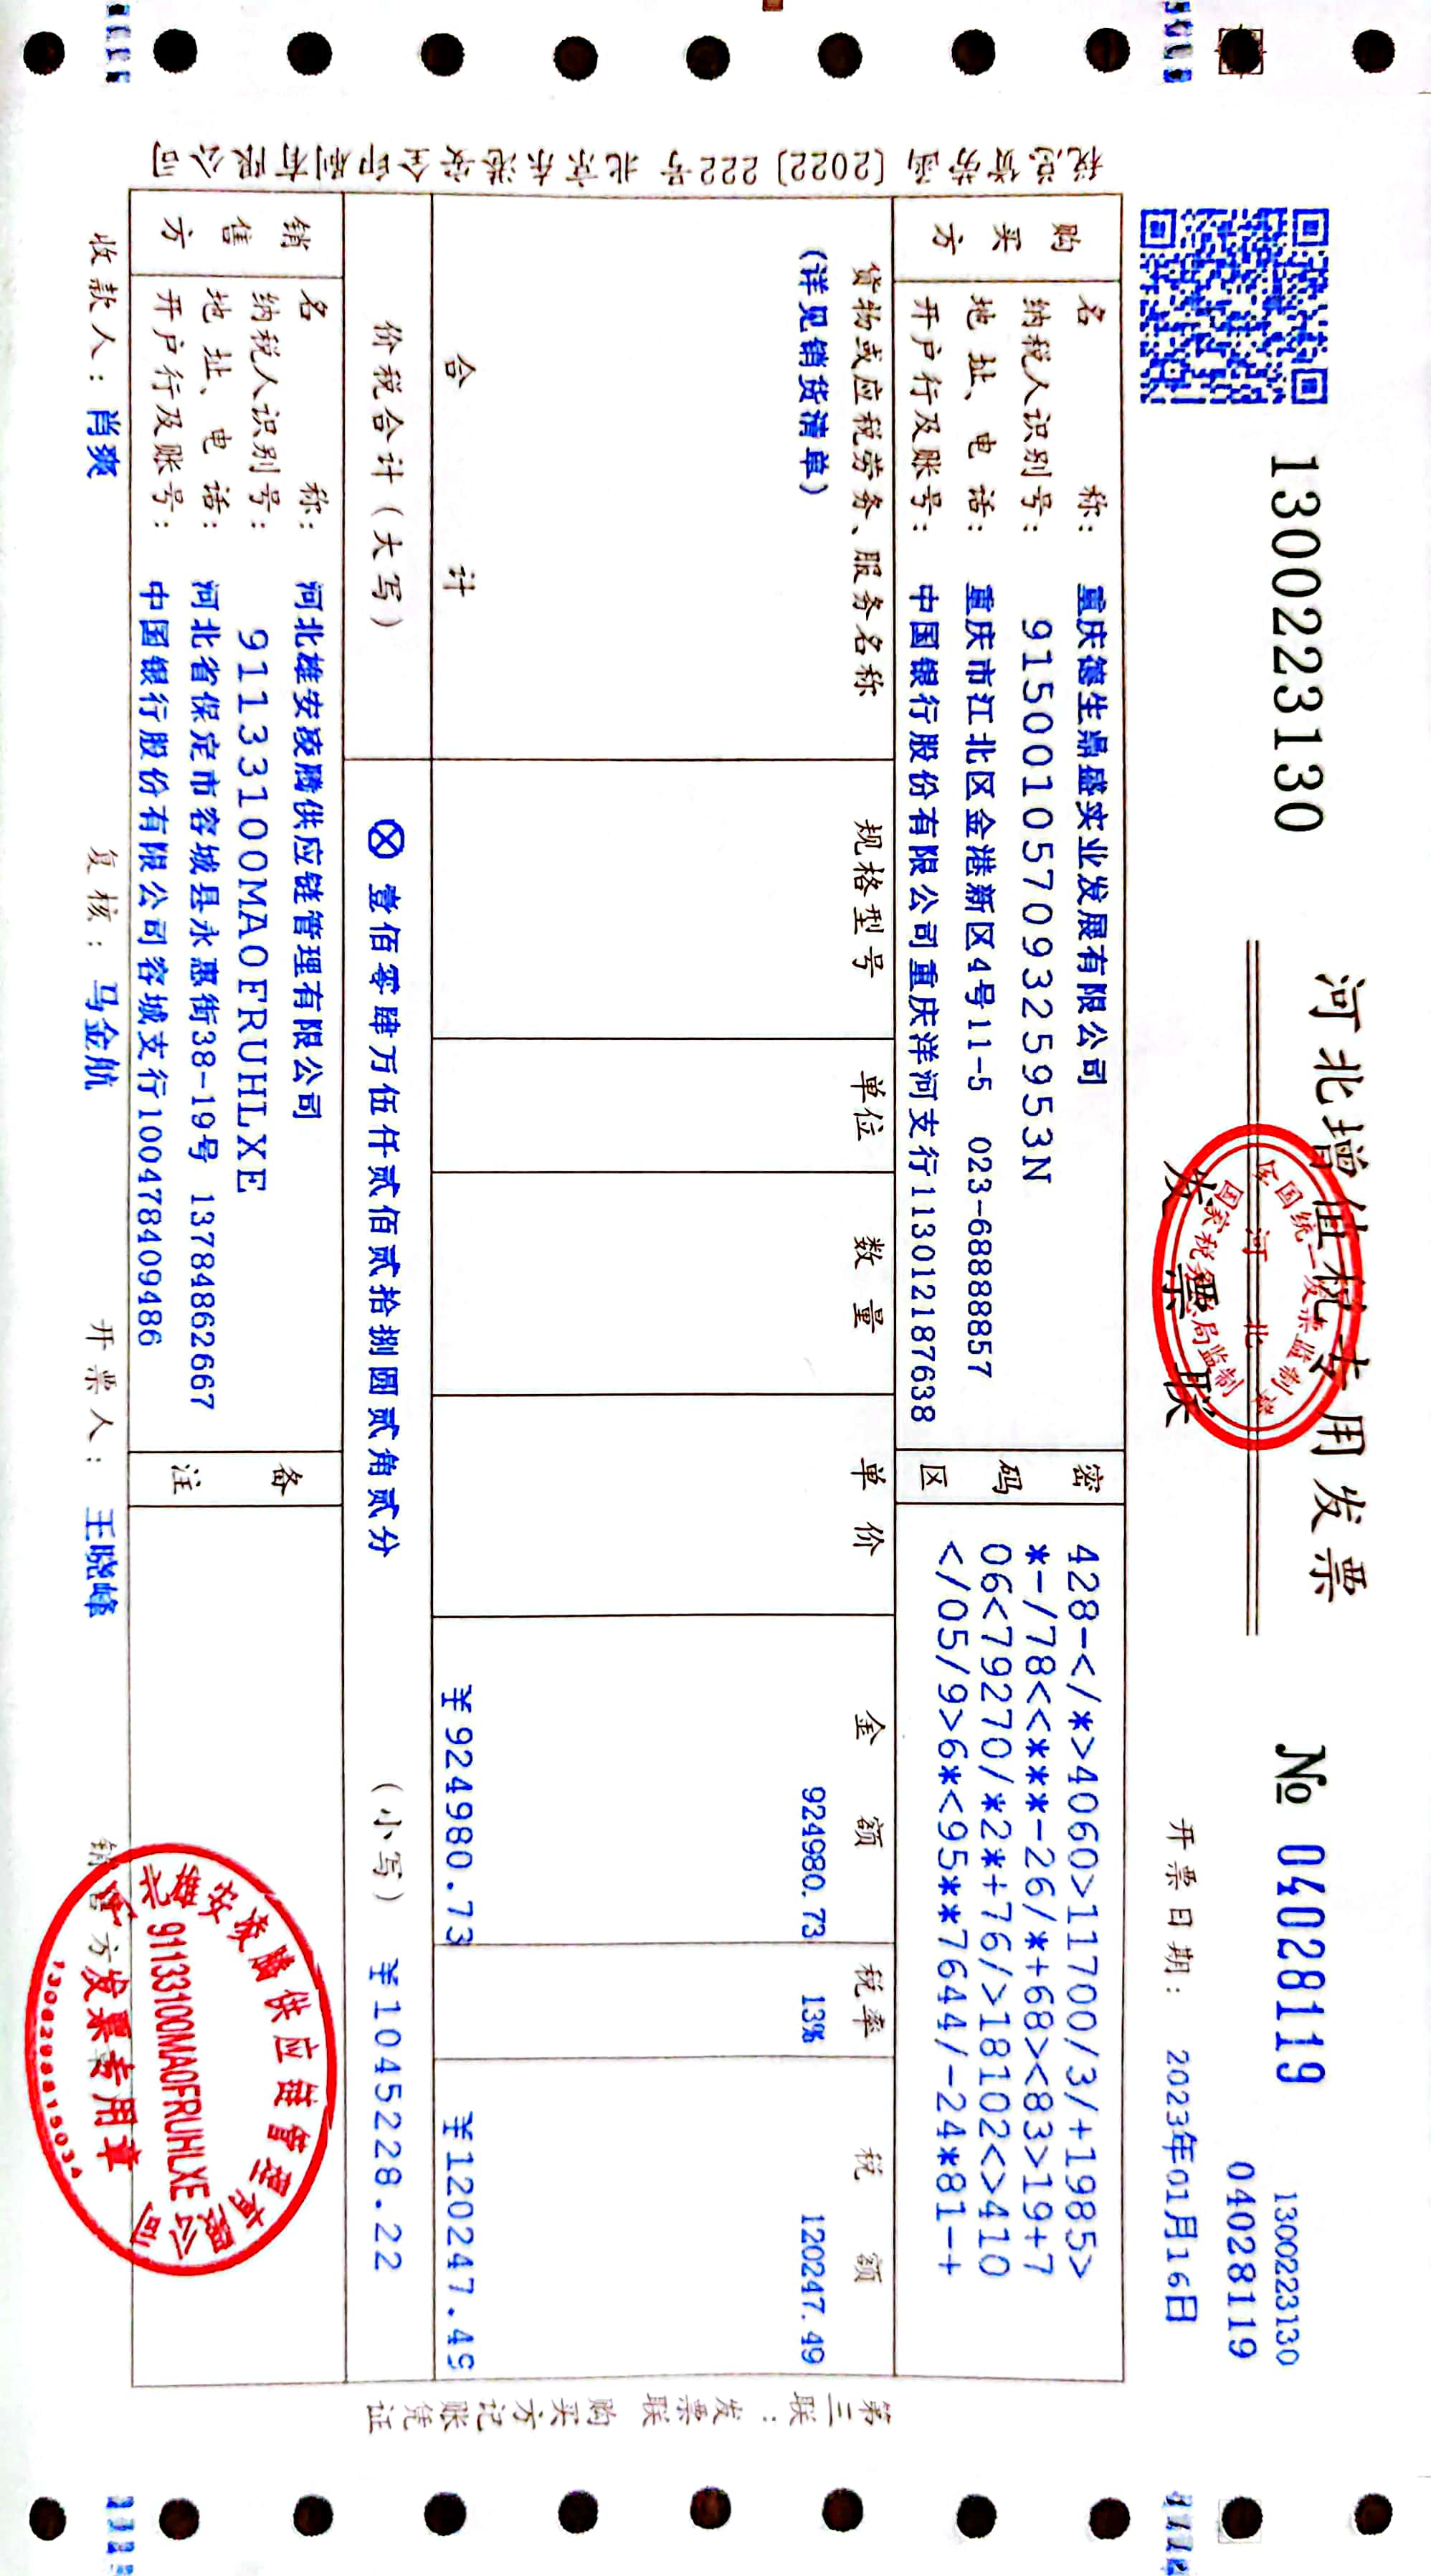 1300223130
河北增值税专用发票
发票联
全国统一发票监制章
河北
国家税务总局监制
№ 04028119
1300223130
04028119
开票日期: 2023年01月16日
税总货劳函〔2022〕222号 北京东港安全印刷有限公司
购买方
名称: 重庆德生鼎盛实业发展有限公司
纳税人识别号: 91500105709325953N
地址、电话: 重庆市江北区金港新区4号11-5 023-68888857
开户行及账号: 中国银行股份有限公司重庆洋河支行113012187638
密码区
428-</*>4060>11700/3/+1985>
*-/78<<***-26/*+68><83>19+7
06<79270/*2*+76/>18102<>410
</05/9>6*<95**7644/-24*81-+
货物或应税劳务、服务名称 规格型号 单位 数量 单价 金额 税率 税额
(详见销货清单) 924980.73 13% 120247.49
合计 ￥924980.73 ￥120247.49
价税合计(大写) ⊗ 壹佰零肆万伍仟贰佰贰拾捌圆贰角贰分 (小写) ￥1045228.22
销售方
名称: 河北雄安凌腾供应链管理有限公司
纳税人识别号: 91133100MA0FRUHLXE
地址、电话: 河北省保定市容城县永惠街38-19号 13784862667
开户行及账号: 中国银行股份有限公司容城支行100478409486
备注
收款人: 肖爽 复核: 马金航 开票人: 王晓峰 销售方
河北雄安凌腾供应链管理有限公司
91133100MA0FRUHLXE
发票专用章
第三联: 发票联 购买方记账凭证